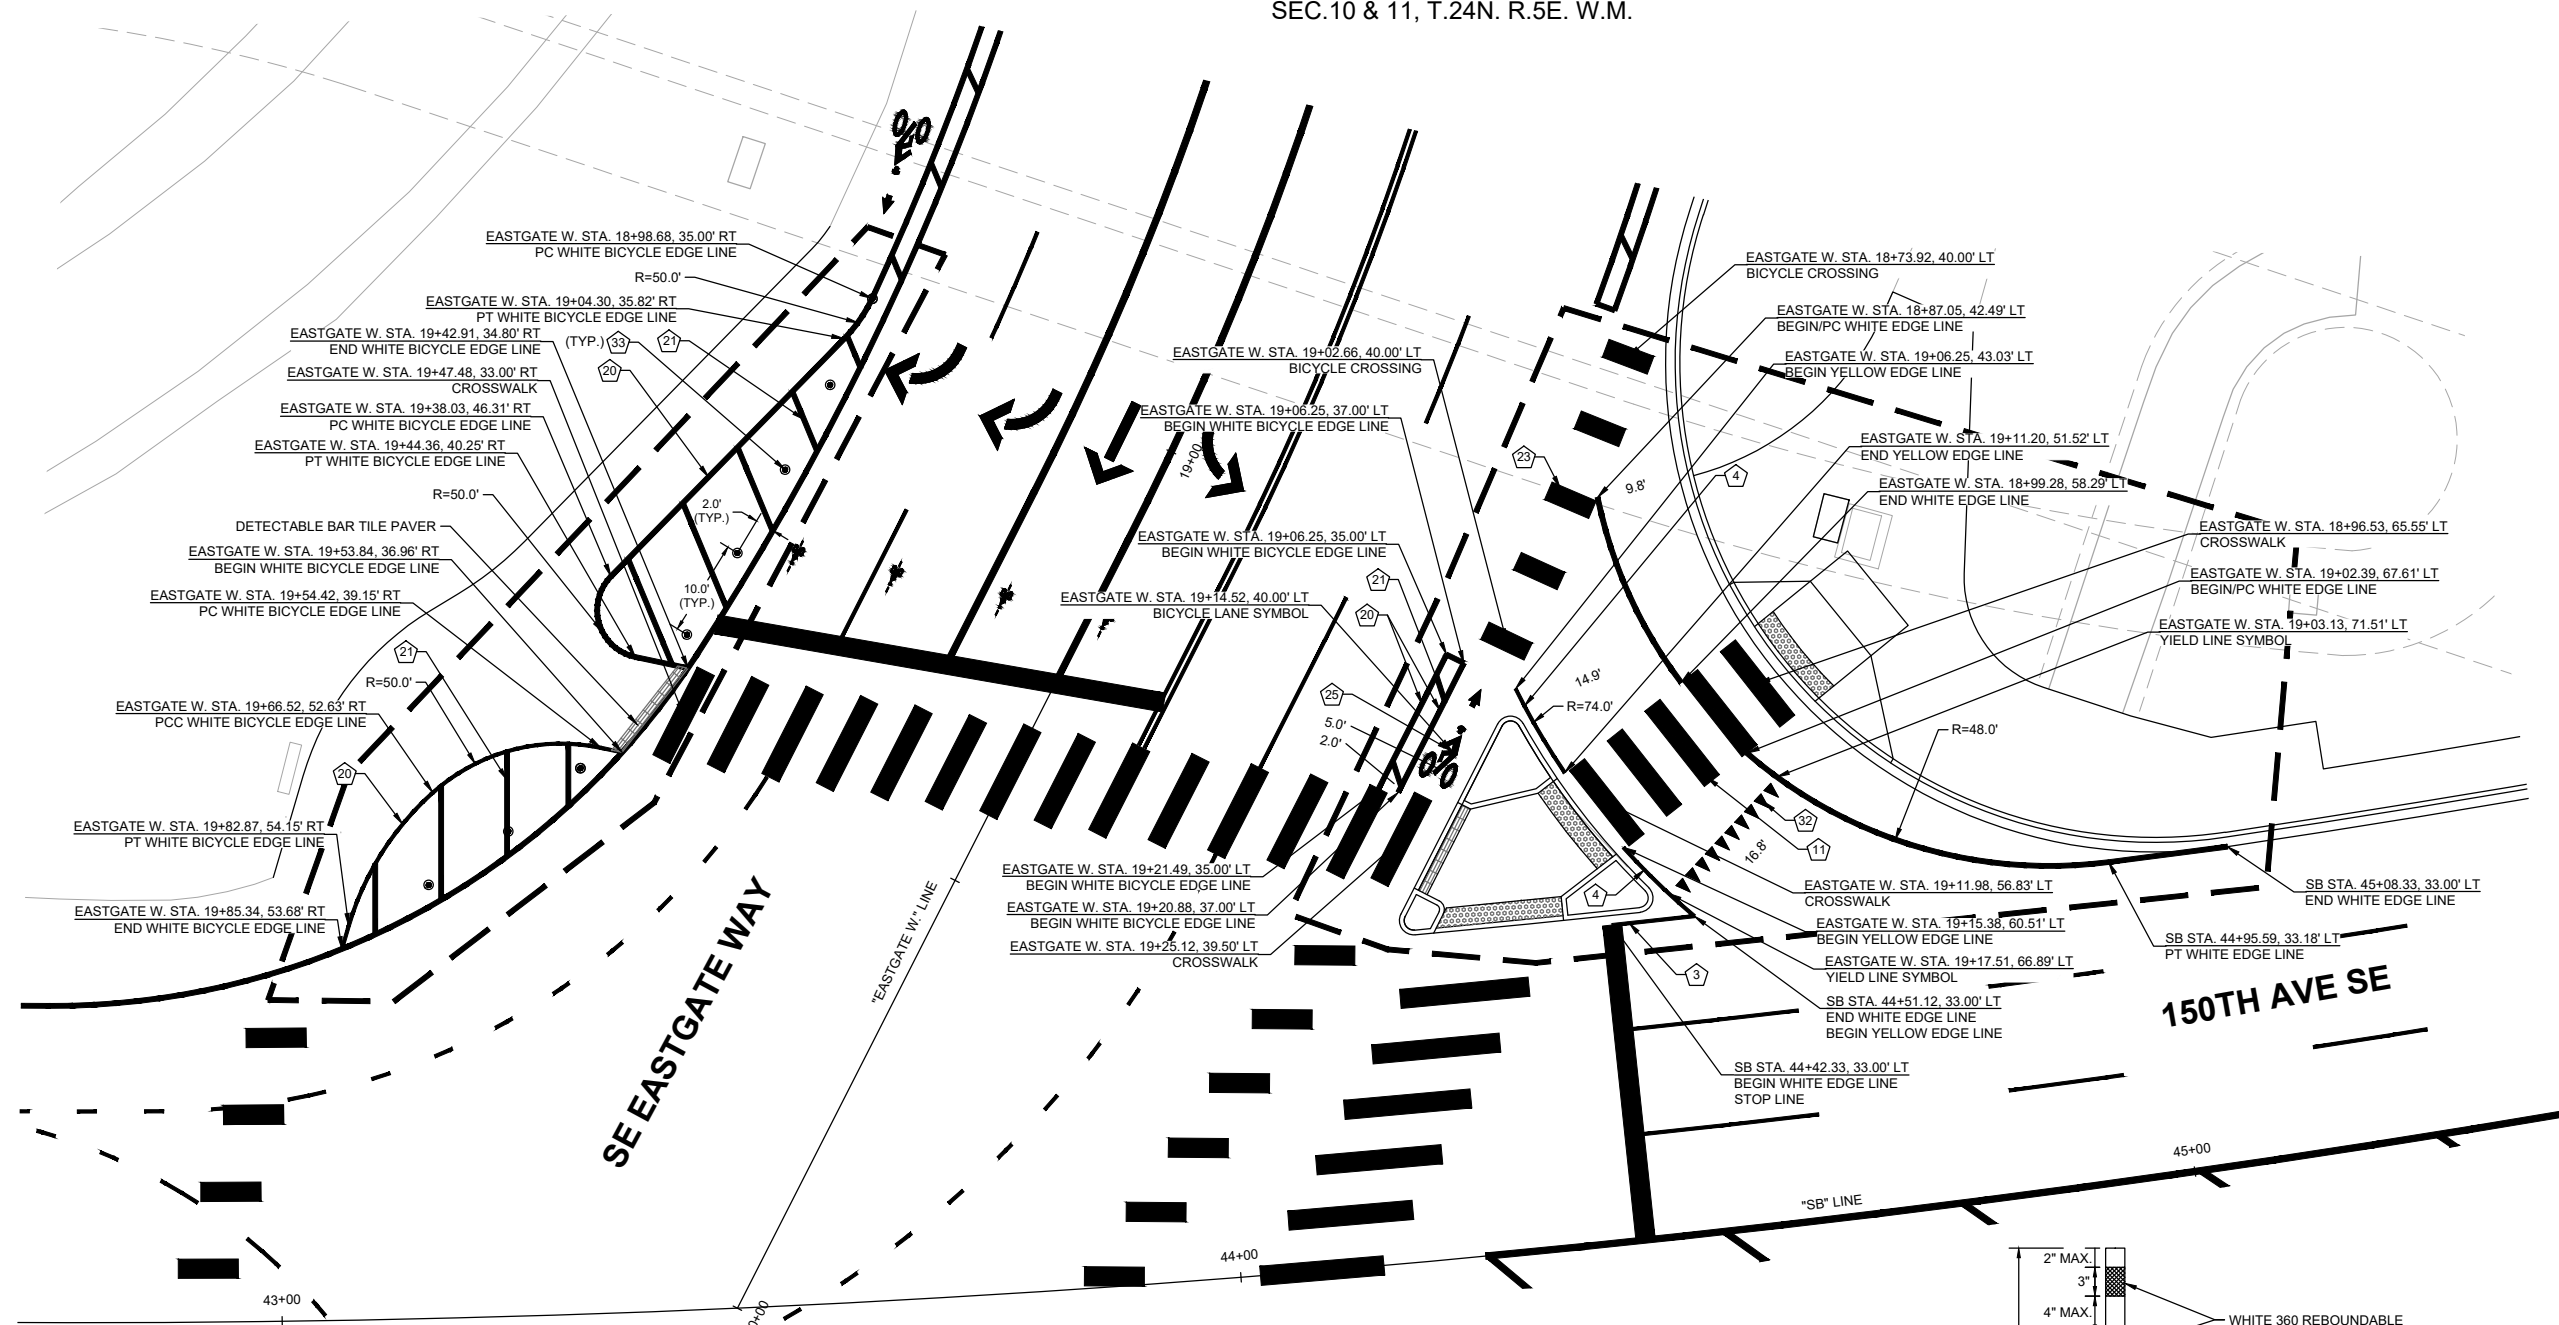 SEC.10 & 11, T.24N. R.5E. W.M.
EASTGATE W. STA. 18+98.68, 35.00' RT
PC WHITE BICYCLE EDGE LINE
R=50.0'
EASTGATE W. STA. 19+04.30, 35.82' RT
PT WHITE BICYCLE EDGE LINE
EASTGATE W. STA. 19+42.91, 34.80' RT
END WHITE BICYCLE EDGE LINE
(TYP.) 33
21
20
EASTGATE W. STA. 19+47.48, 33.00' RT
CROSSWALK
EASTGATE W. STA. 19+38.03, 46.31' RT
PC WHITE BICYCLE EDGE LINE
EASTGATE W. STA. 19+44.36, 40.25' RT
PT WHITE BICYCLE EDGE LINE
R=50.0'
DETECTABLE BAR TILE PAVER
EASTGATE W. STA. 19+53.84, 36.96' RT
BEGIN WHITE BICYCLE EDGE LINE
EASTGATE W. STA. 19+54.42, 39.15' RT
PC WHITE BICYCLE EDGE LINE
21
R=50.0'
EASTGATE W. STA. 19+66.52, 52.63' RT
PCC WHITE BICYCLE EDGE LINE
20
EASTGATE W. STA. 19+82.87, 54.15' RT
PT WHITE BICYCLE EDGE LINE
EASTGATE W. STA. 19+85.34, 53.68' RT
END WHITE BICYCLE EDGE LINE
2.0'
(TYP.)
10.0'
(TYP.)
EASTGATE W. STA. 19+02.66, 40.00' LT
BICYCLE CROSSING
EASTGATE W. STA. 19+06.25, 37.00' LT
BEGIN WHITE BICYCLE EDGE LINE
19+00
EASTGATE W. STA. 19+06.25, 35.00' LT
BEGIN WHITE BICYCLE EDGE LINE
21
EASTGATE W. STA. 19+14.52, 40.00' LT
BICYCLE LANE SYMBOL
20
25
5.0'
2.0'
EASTGATE W. STA. 19+21.49, 35.00' LT
BEGIN WHITE BICYCLE EDGE LINE
EASTGATE W. STA. 19+20.88, 37.00' LT
BEGIN WHITE BICYCLE EDGE LINE
EASTGATE W. STA. 19+25.12, 39.50' LT
CROSSWALK
EASTGATE W. STA. 18+73.92, 40.00' LT
BICYCLE CROSSING
EASTGATE W. STA. 18+87.05, 42.49' LT
BEGIN/PC WHITE EDGE LINE
EASTGATE W. STA. 19+06.25, 43.03' LT
BEGIN YELLOW EDGE LINE
EASTGATE W. STA. 19+11.20, 51.52' LT
END YELLOW EDGE LINE
23
4
9.8'
EASTGATE W. STA. 18+99.28, 58.29' LT
END WHITE EDGE LINE
EASTGATE W. STA. 18+96.53, 65.55' LT
CROSSWALK
EASTGATE W. STA. 19+02.39, 67.61' LT
BEGIN/PC WHITE EDGE LINE
EASTGATE W. STA. 19+03.13, 71.51' LT
YIELD LINE SYMBOL
14.9'
R=74.0'
R=48.0'
32
11
16.8'
4
3
EASTGATE W. STA. 19+11.98, 56.83' LT
CROSSWALK
EASTGATE W. STA. 19+15.38, 60.51' LT
BEGIN YELLOW EDGE LINE
EASTGATE W. STA. 19+17.51, 66.89' LT
YIELD LINE SYMBOL
SB STA. 44+51.12, 33.00' LT
END WHITE EDGE LINE
BEGIN YELLOW EDGE LINE
SB STA. 44+42.33, 33.00' LT
BEGIN WHITE EDGE LINE
STOP LINE
SB STA. 45+08.33, 33.00' LT
END WHITE EDGE LINE
SB STA. 44+95.59, 33.18' LT
PT WHITE EDGE LINE
150TH AVE SE
SE EASTGATE WAY
"EASTGATE W." LINE
"SB" LINE
43+00
0+00
44+00
45+00
2" MAX.
3"
4" MAX.
WHITE 360 REBOUNDABLE